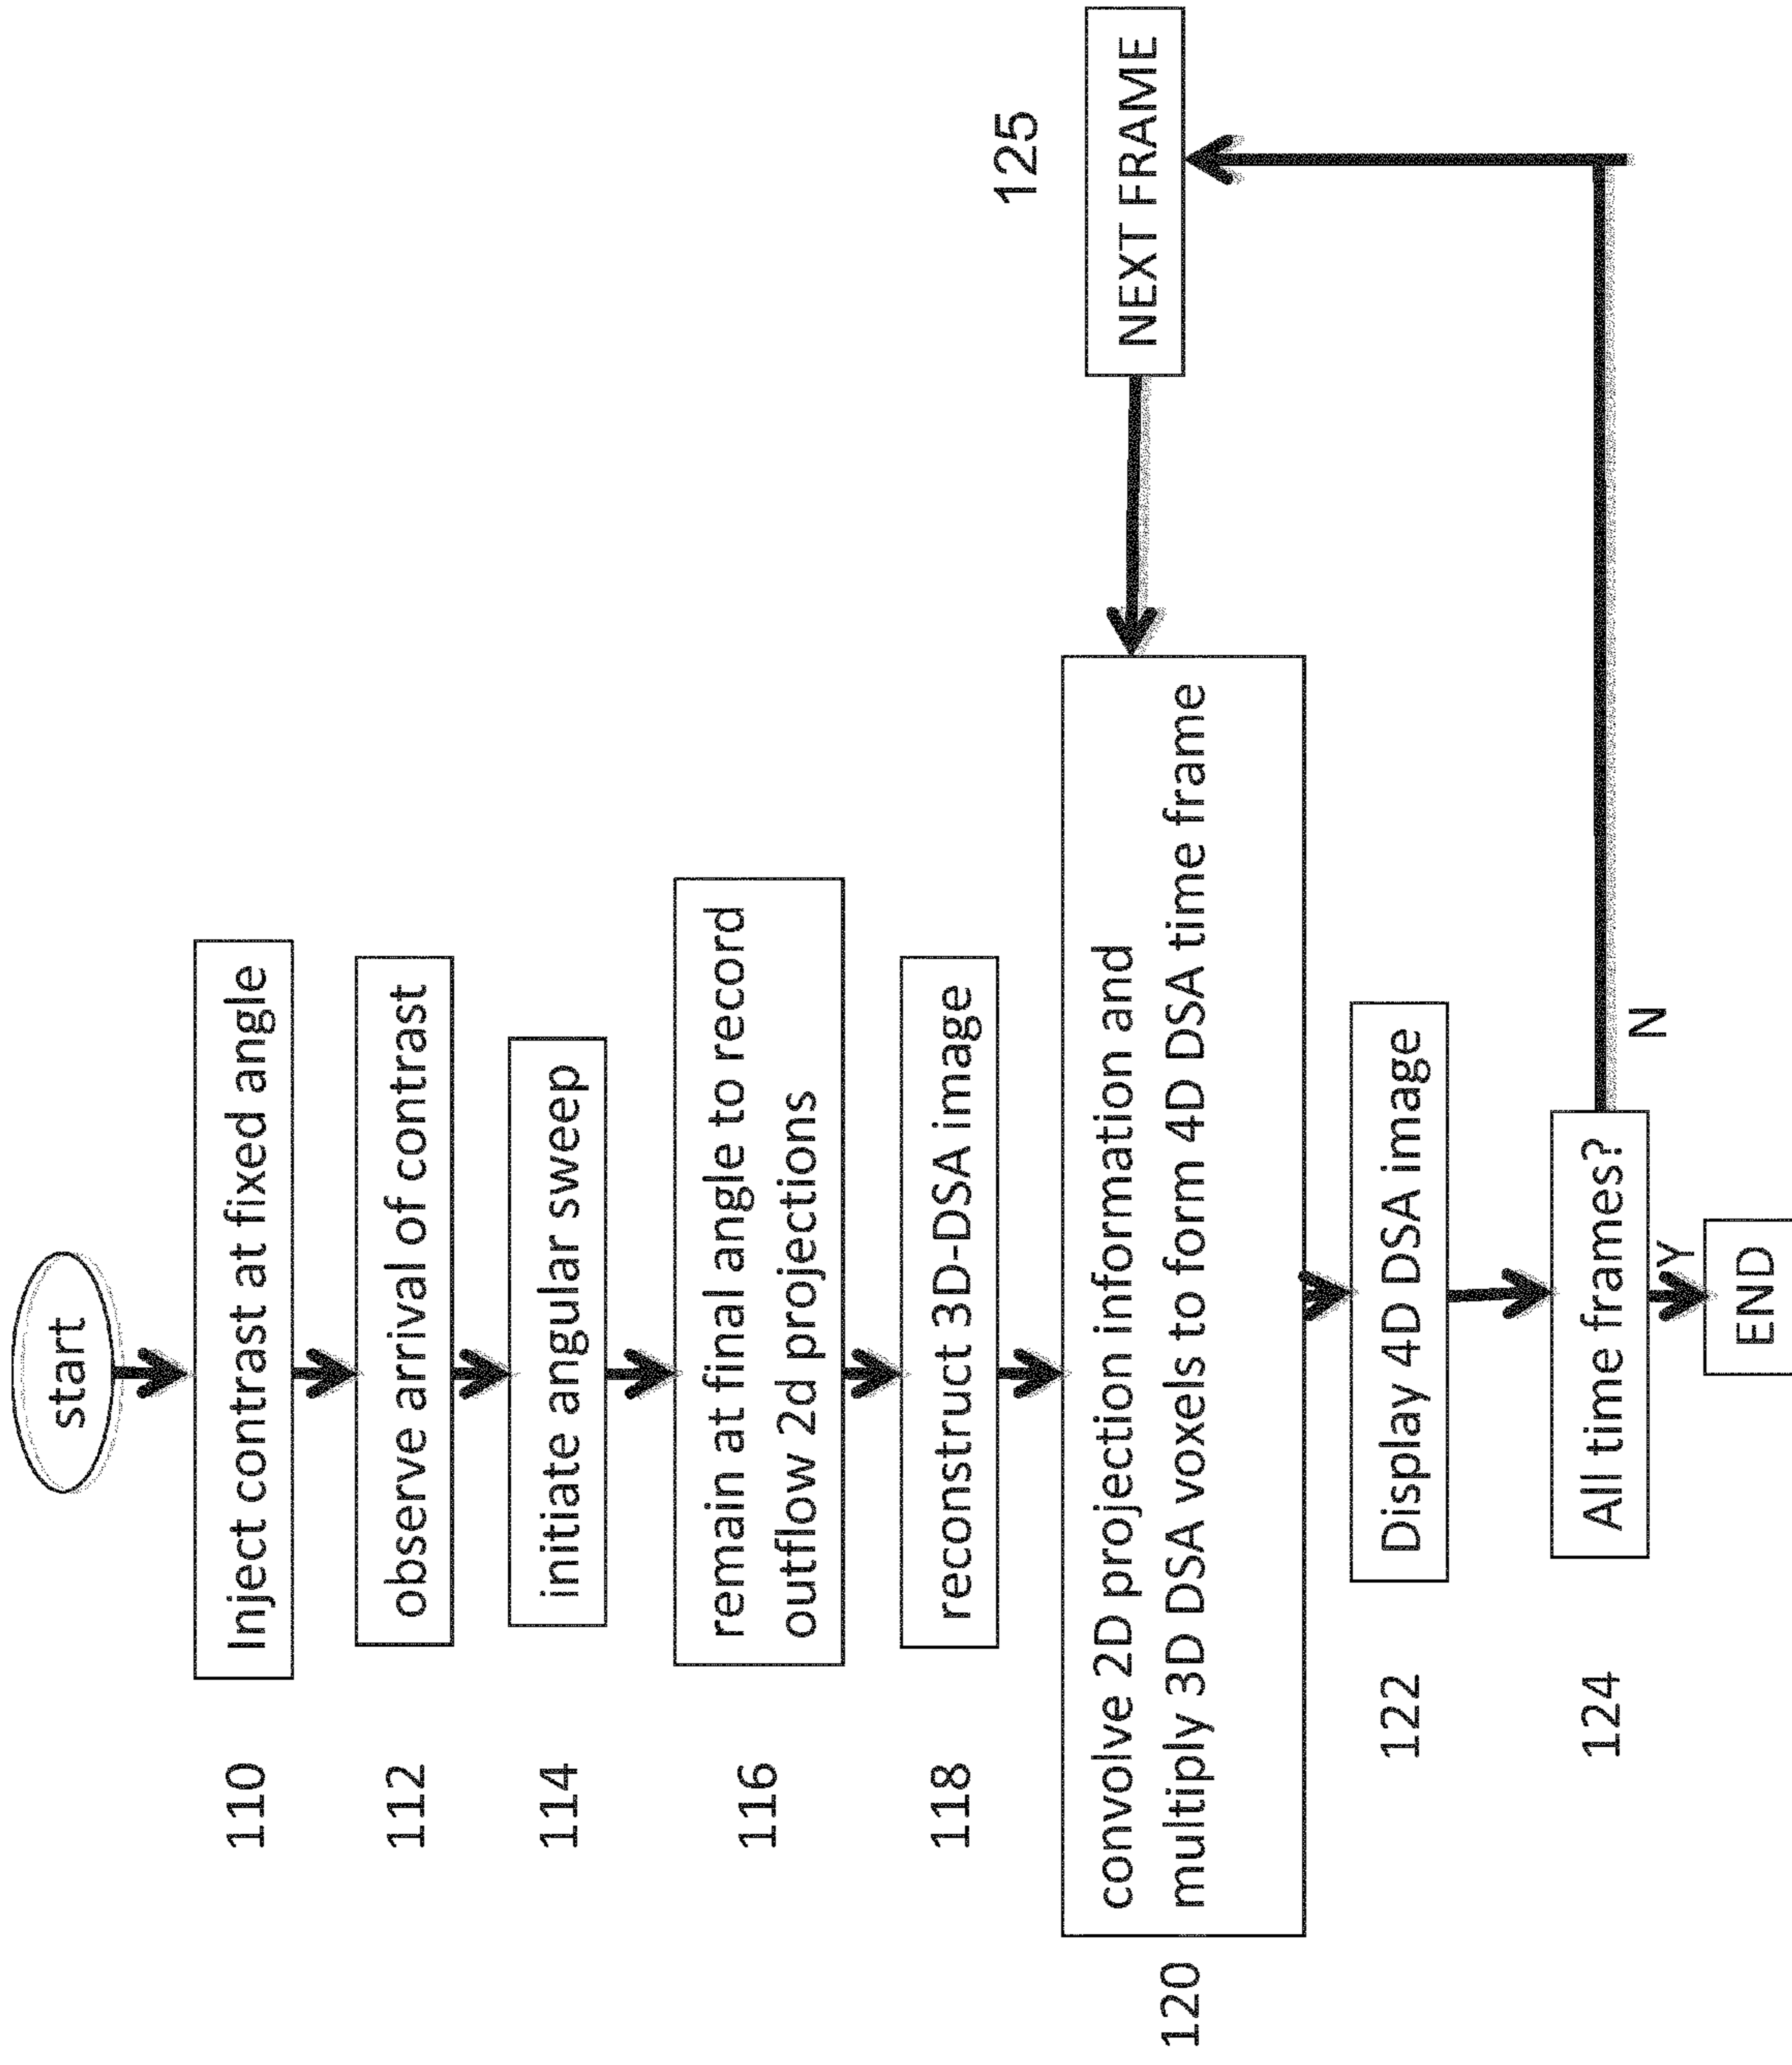 start
110
Inject contrast at fixed angle
112
observe arrival of contrast
114
initiate angular sweep
116
remain at final angle to record
outflow 2d projections
118
reconstruct 3D-DSA image
120
convolve 2D projection information and
multiply 3D DSA voxels to form 4D DSA time frame
125
NEXT FRAME
122
Display 4D DSA image
124
All time frames?
N
Y
END